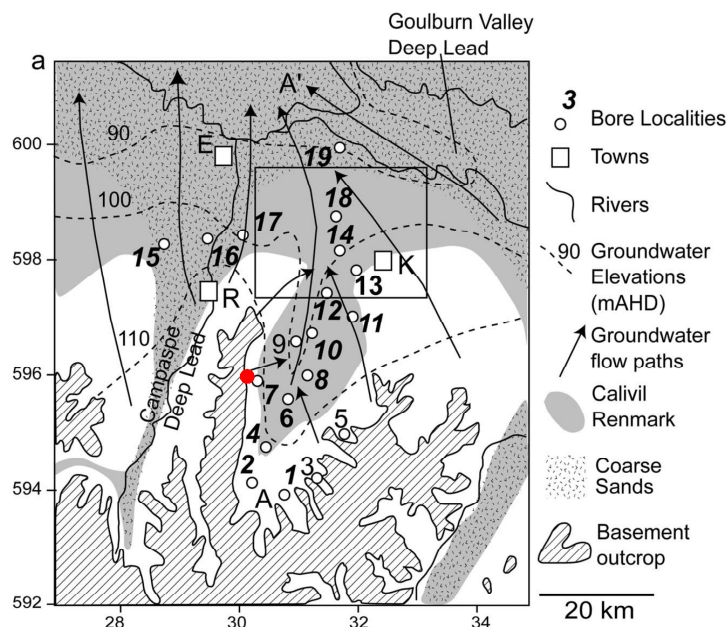 Goulburn Valley
Deep Lead
a
A'
3
Bore Localities
Towns
Rivers
90
Groundwater
Elevations
(mAHD)
Groundwater
flow paths
Calivil
Renmark
Coarse
Sands
Basement
outcrop
20 km
600
598
596
594
592
28
30
32
34
90
E
19
100
18
17
14
15
16
K
13
R
12
11
110
Campaspe
Deep Lead
9
10
8
7
6
5
4
2
A
1
3